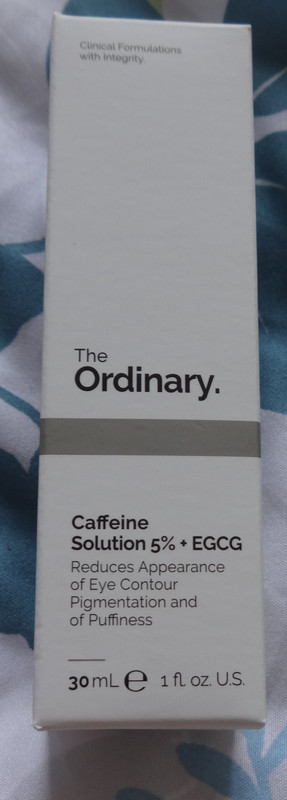 Clinical Formulations
with Integrity.
The
Ordinary.
Caffeine
Solution 5% + EGCG
Reduces Appearance
of Eye Contour
Pigmentation and
of Puffiness
30 mL ℮ 1 fl. oz. U.S.